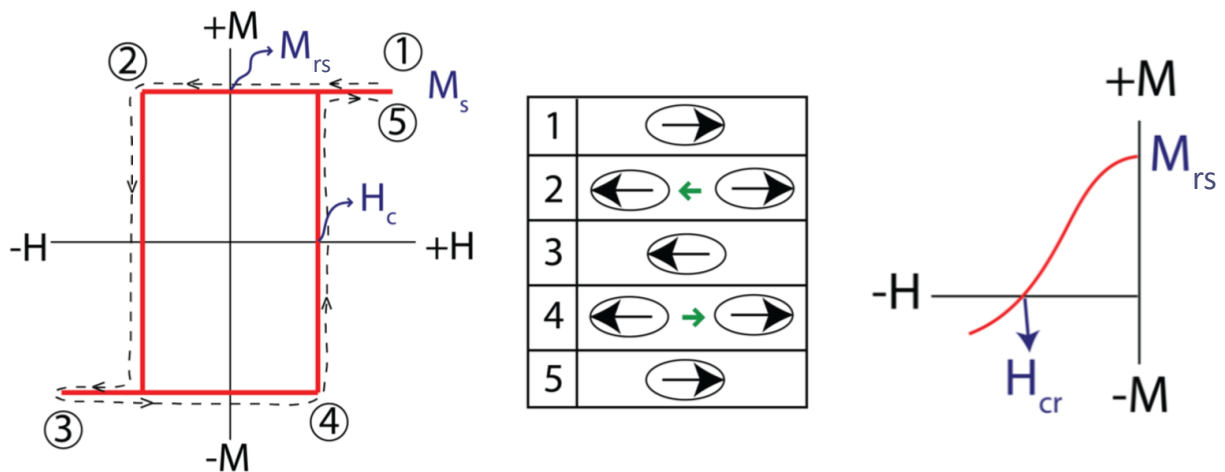 +M
② M_rs ①
M_s
⑤
H_c
-H +H
③ ④
-M
1
2
3
4
5
+M
M_rs
-H
H_cr
-M